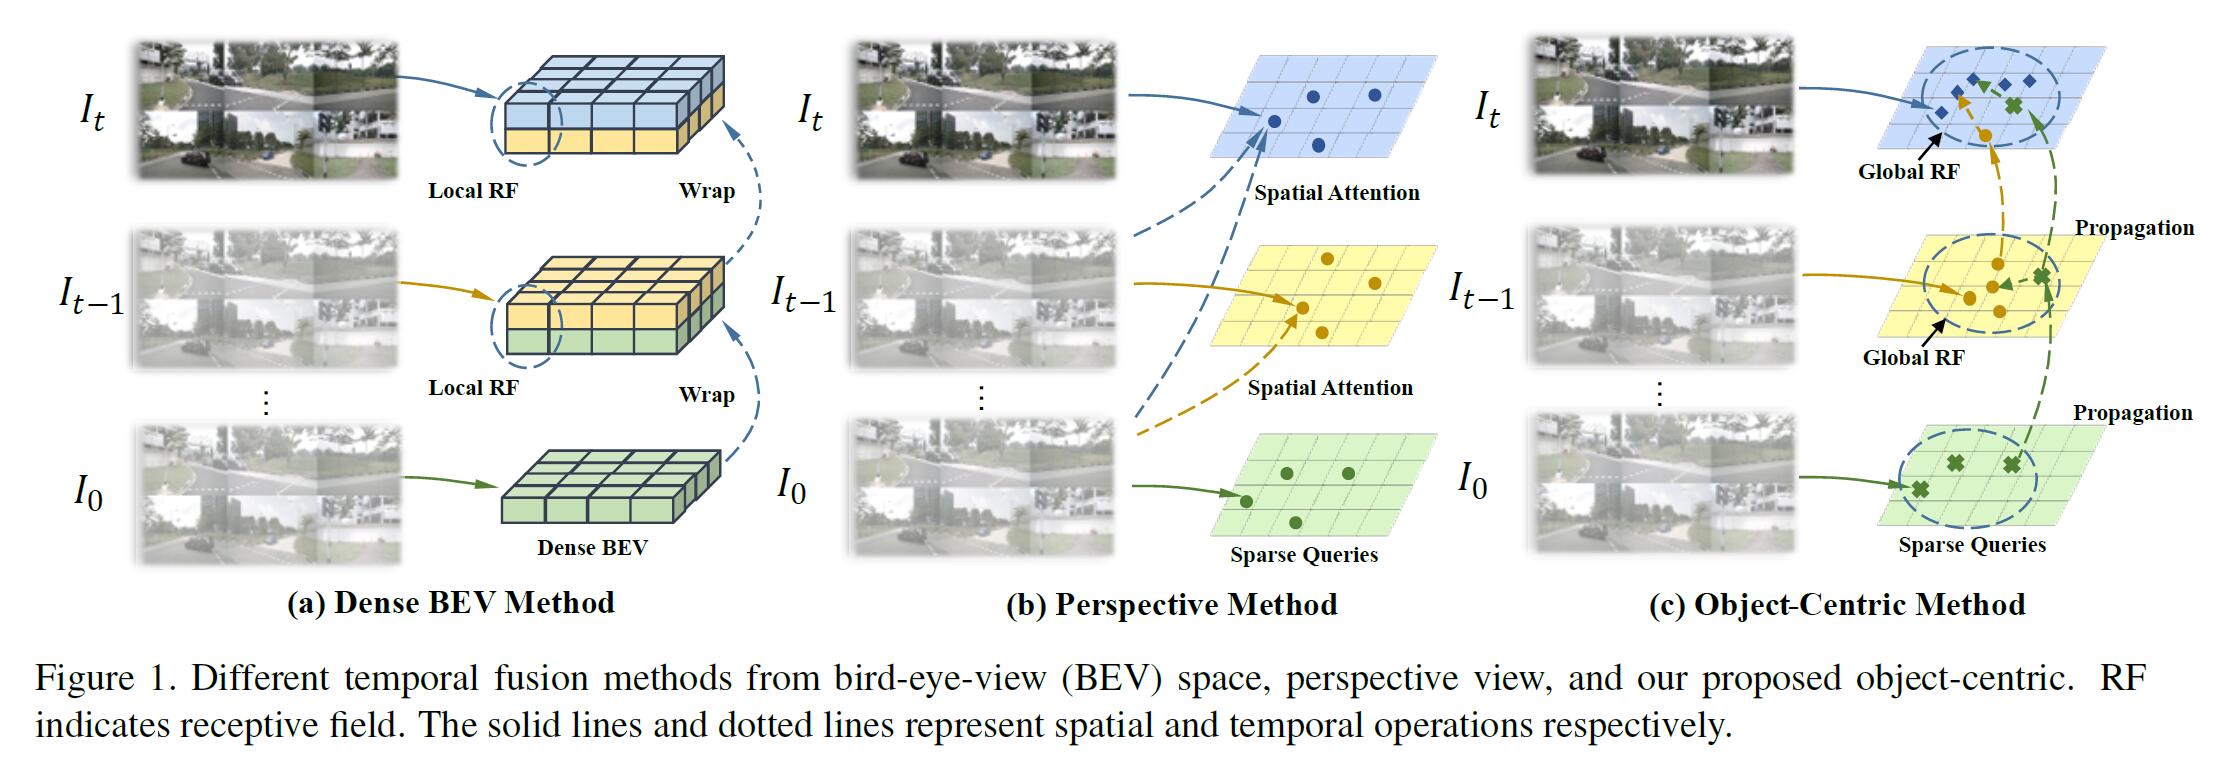 I_t
Local RF
Wrap
I_{t-1}
Local RF
Wrap
⋮
I_0
Dense BEV
(a) Dense BEV Method
I_t
Spatial Attention
I_{t-1}
Spatial Attention
⋮
I_0
Sparse Queries
(b) Perspective Method
I_t
Global RF
Propagation
I_{t-1}
Global RF
Propagation
⋮
I_0
Sparse Queries
(c) Object-Centric Method
Figure 1. Different temporal fusion methods from bird-eye-view (BEV) space, perspective view, and our proposed object-centric. RF
indicates receptive field. The solid lines and dotted lines represent spatial and temporal operations respectively.